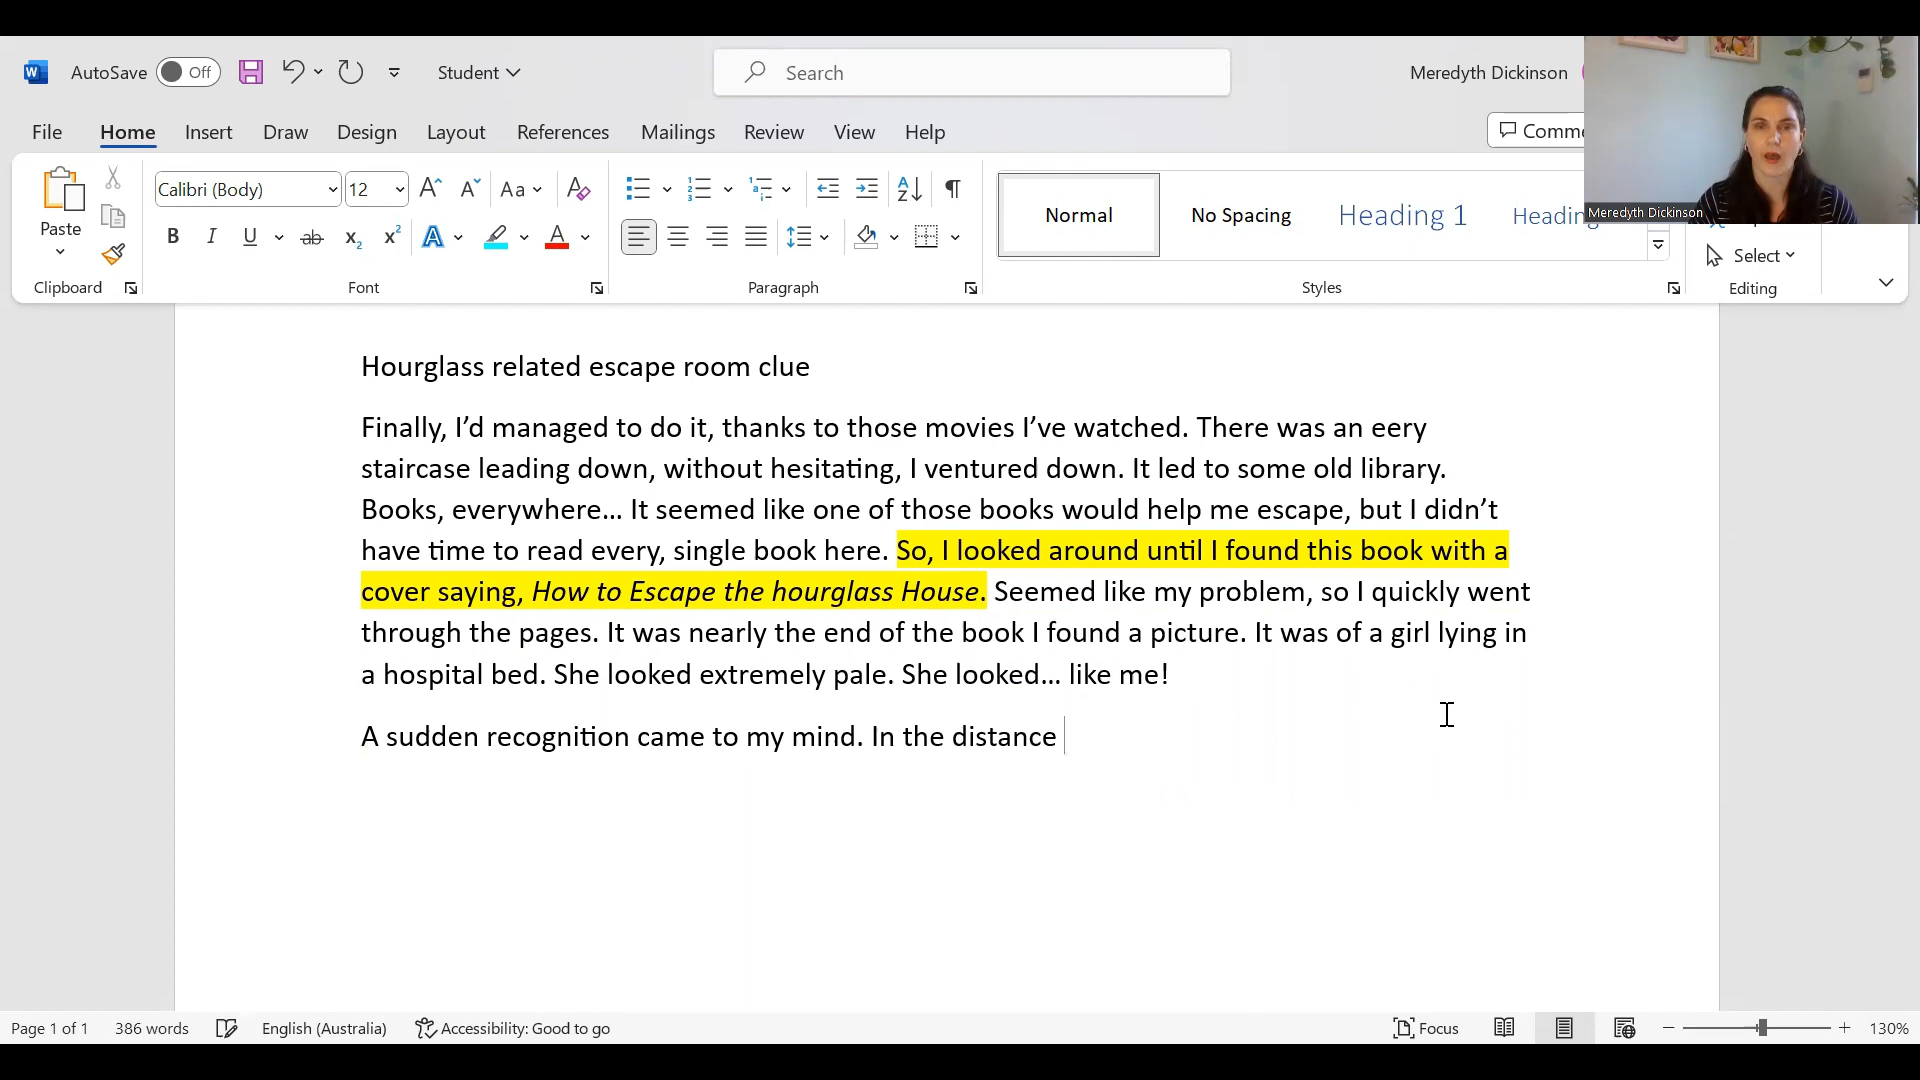 AutoSave Off Student Search Meredyth Dickinson
File Home Insert Draw Design Layout References Mailings Review View Help
Meredyth Dickinson
Calibri (Body) 12 Aa
Normal No Spacing Heading 1
Paste
B I U ab x₂ x² A A
Select
Clipboard Font Paragraph Styles Editing
Hourglass related escape room clue
Finally, I’d managed to do it, thanks to those movies I’ve watched. There was an eery
staircase leading down, without hesitating, I ventured down. It led to some old library.
Books, everywhere… It seemed like one of those books would help me escape, but I didn’t
have time to read every, single book here. So, I looked around until I found this book with a
cover saying, How to Escape the hourglass House. Seemed like my problem, so I quickly went
through the pages. It was nearly the end of the book I found a picture. It was of a girl lying in
a hospital bed. She looked extremely pale. She looked… like me!
A sudden recognition came to my mind. In the distance
Page 1 of 1 386 words English (Australia) Accessibility: Good to go Focus 130%